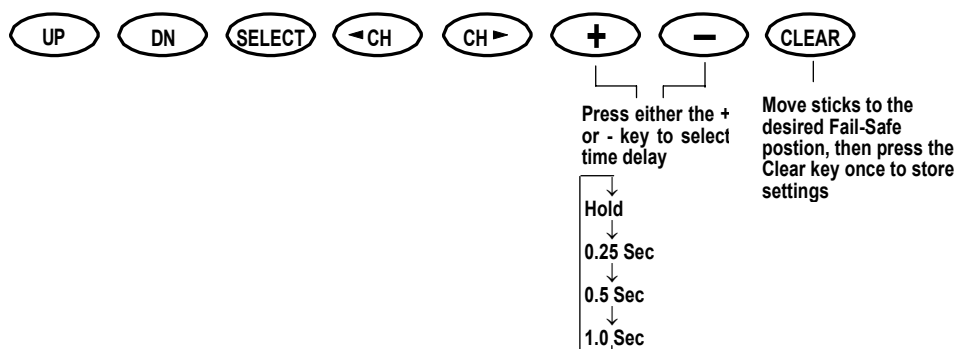 UP DN SELECT ◄CH CH► + − CLEAR
Press either the +
or - key to select
time delay
Move sticks to the
desired Fail-Safe
postion, then press the
Clear key once to store
settings
Hold
0.25 Sec
0.5 Sec
1.0 Sec